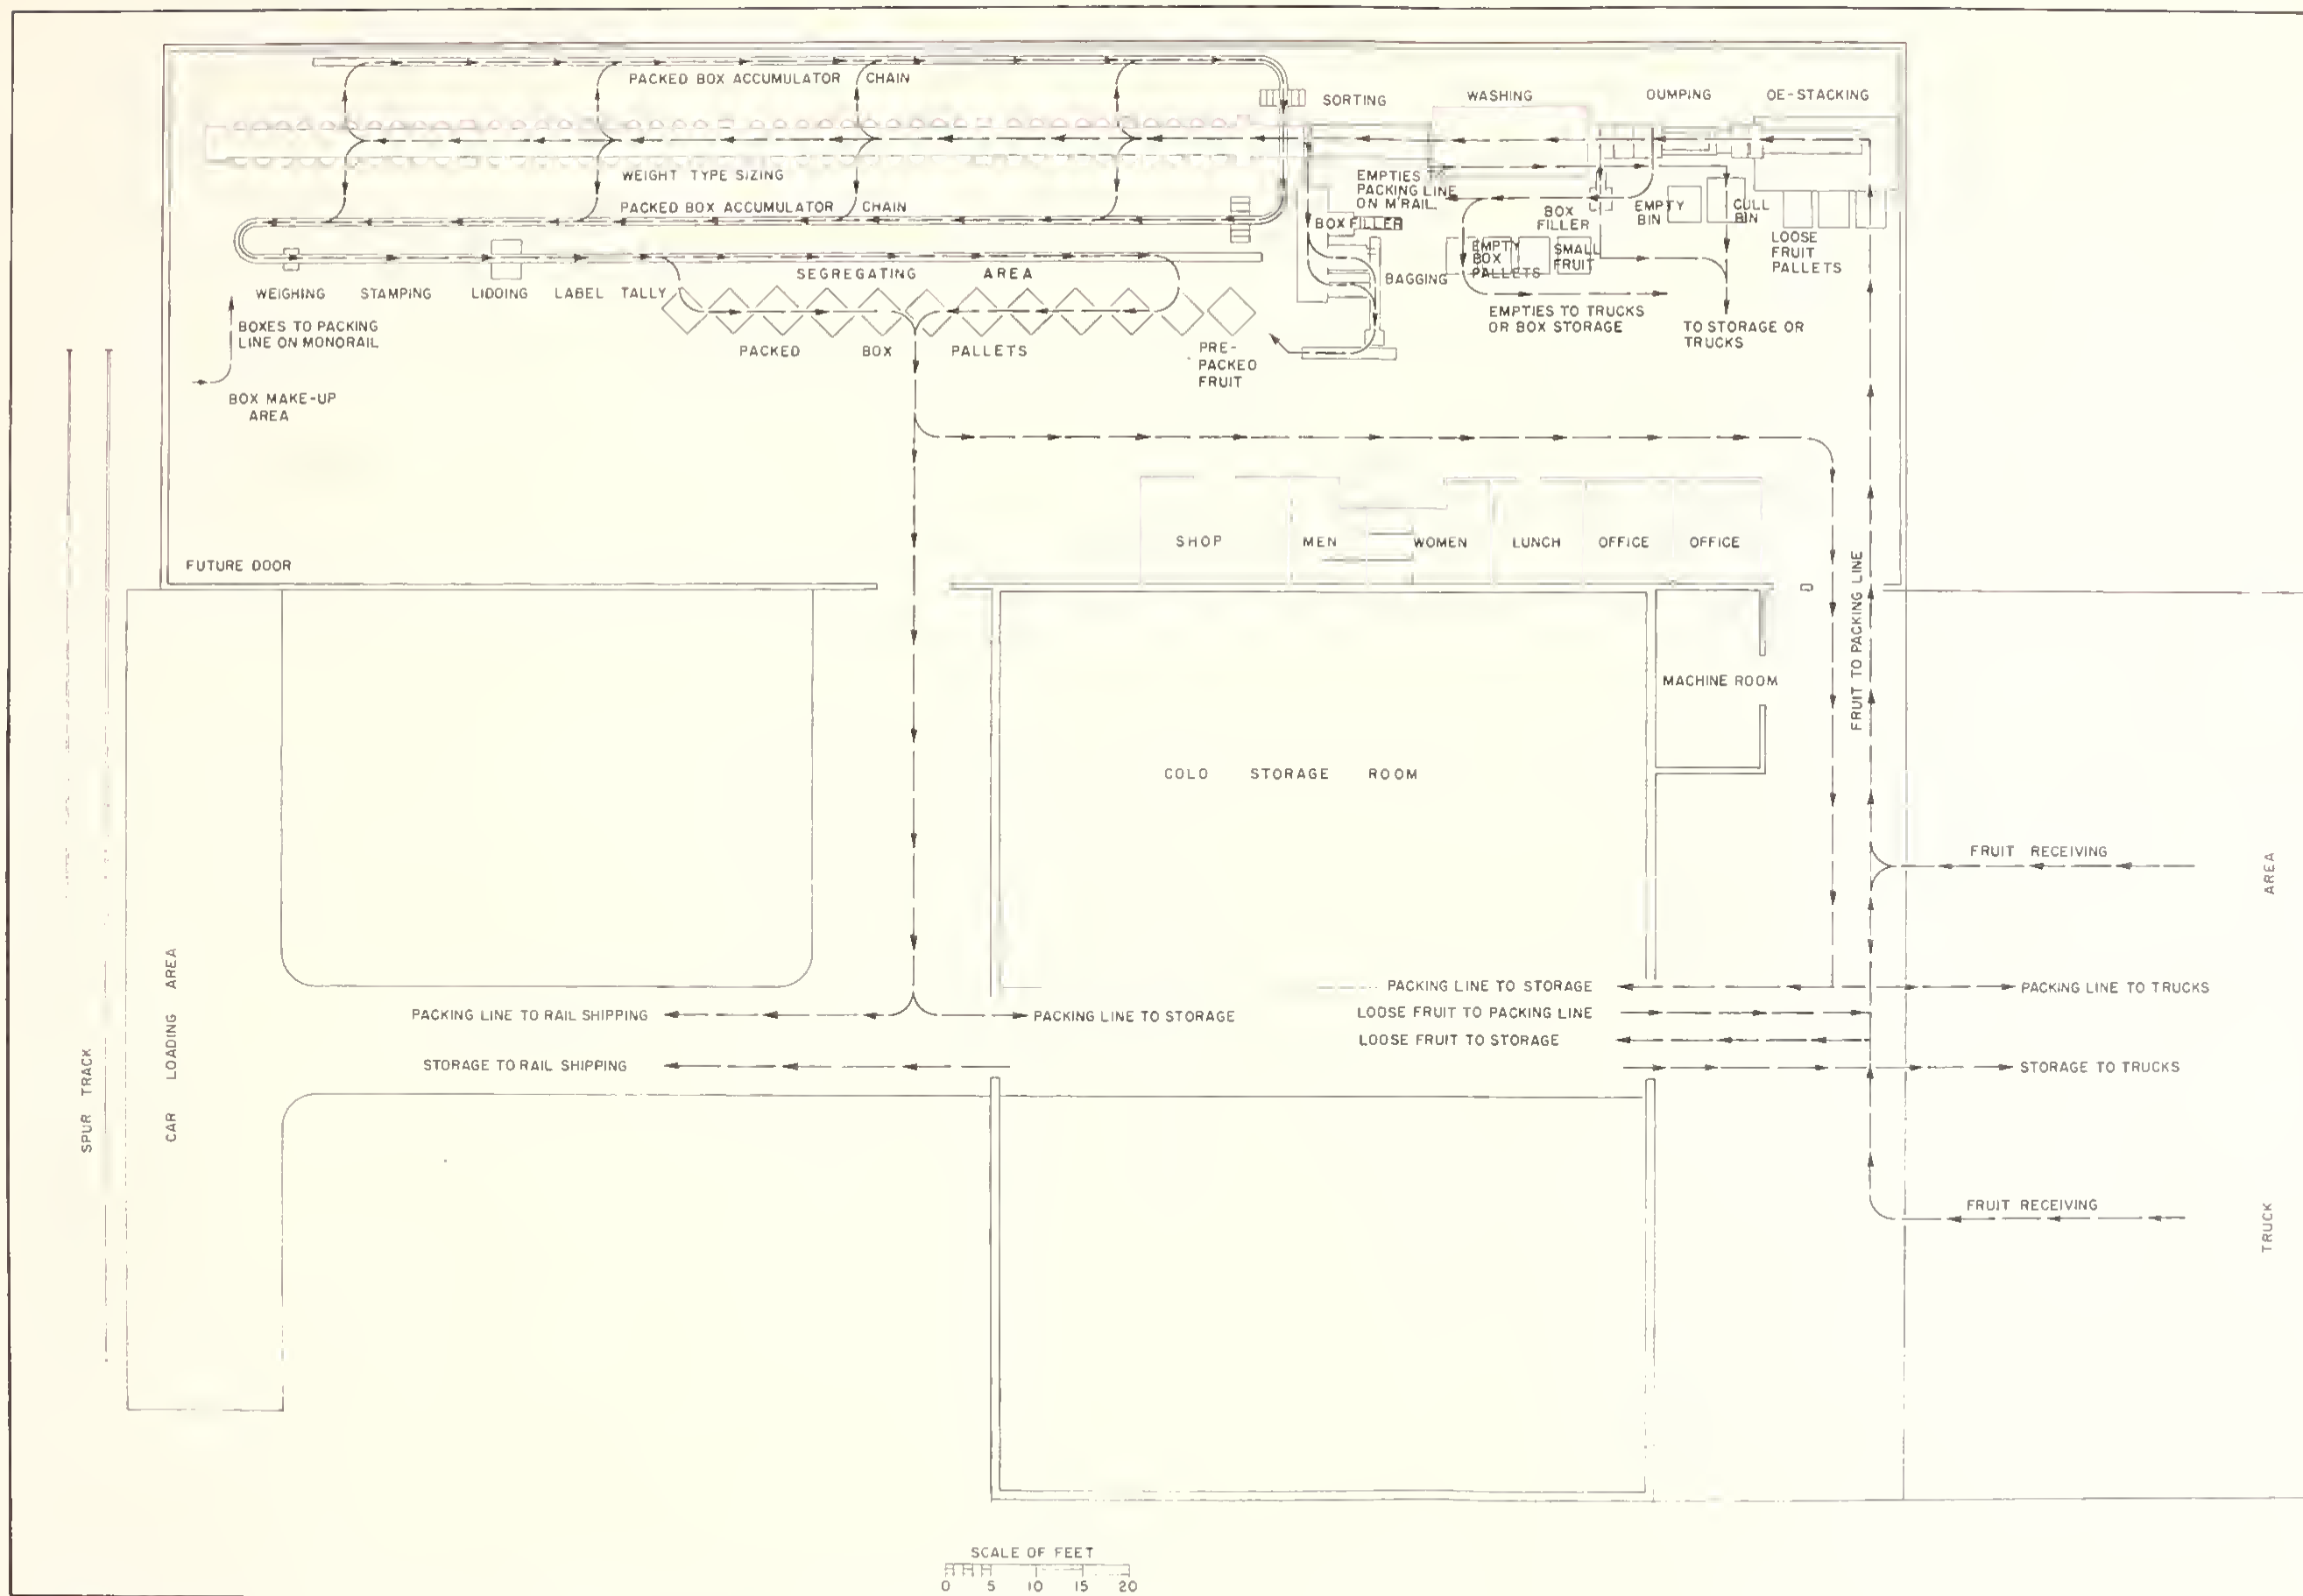 PACKED BOX ACCUMULATOR CHAIN
SORTING
WASHING
DUMPING
DE-STACKING
WEIGHT TYPE SIZING
PACKED BOX ACCUMULATOR CHAIN
EMPTIES TO
PACKING LINE
ON M'RAIL.
BOX FILLER
BOX
FILLER
EMPTY
BIN
CULL
BIN
LOOSE
FRUIT
PALLETS
EMPTY
BOX
PALLETS
SMALL
FRUIT
SEGREGATING AREA
BAGGING
WEIGHING
STAMPING
LIDDING
LABEL
TALLY
BOXES TO PACKING
LINE ON MONORAIL
EMPTIES TO TRUCKS
OR BOX STORAGE
TO STORAGE OR
TRUCKS
PACKED BOX PALLETS
PRE-
PACKED
FRUIT
BOX MAKE-UP
AREA
SHOP
MEN
WOMEN
LUNCH
OFFICE
OFFICE
FUTURE DOOR
FRUIT TO PACKING LINE
MACHINE ROOM
COLD STORAGE ROOM
FRUIT RECEIVING
TRUCK AREA
PACKING LINE TO STORAGE
PACKING LINE TO TRUCKS
PACKING LINE TO RAIL SHIPPING
PACKING LINE TO STORAGE
LOOSE FRUIT TO PACKING LINE
LOOSE FRUIT TO STORAGE
STORAGE TO RAIL SHIPPING
STORAGE TO TRUCKS
SPUR TRACK
CAR LOADING AREA
FRUIT RECEIVING
SCALE OF FEET
0 5 10 15 20